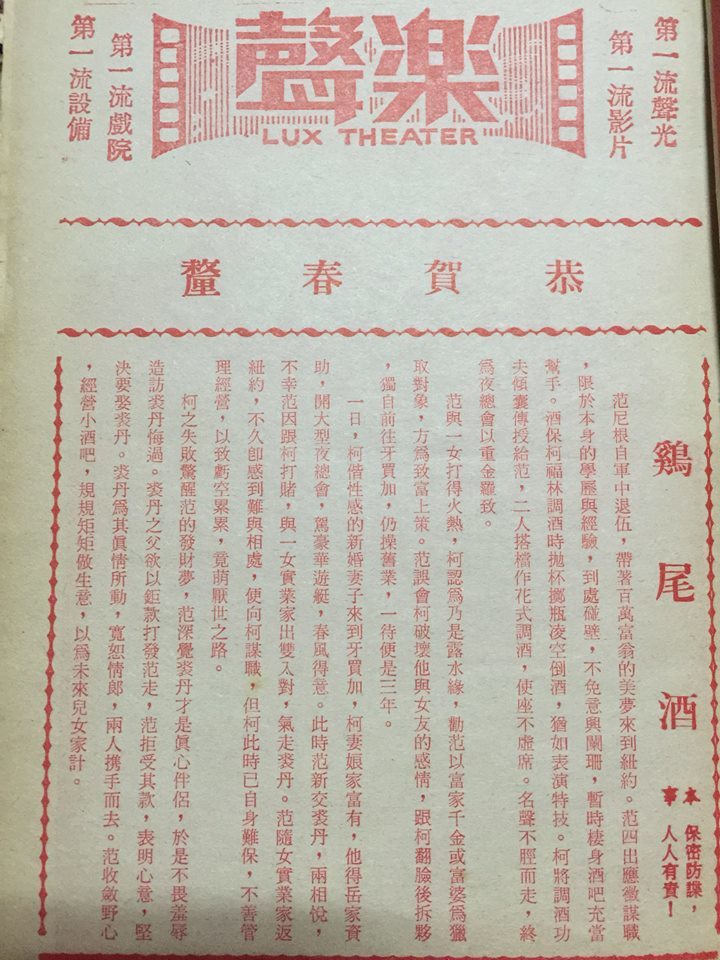 第一流聲光
第一流影片
聲楽
LUX THEATER
第一流戲院
第一流設備
恭賀春釐
鷄尾酒
本事
保密防諜,
人人有責!
范尼根自軍中退伍,帶著百萬富翁的美夢來到紐約。范四出應徵謀職
,限於本身的學歷與經驗,到處碰壁,不免意興闌珊,暫時棲身酒吧充當
幫手。酒保柯福林調酒時拋杯擲瓶凌空倒酒,猶如表演特技。柯將調酒功
夫傾囊傳授給范,二人搭檔作花式調酒,使座不虛席。名聲不脛而走,終
爲夜總會以重金羅致。
范與一女打得火熱,柯認爲乃是露水緣,勸范以富家千金或富婆爲獵
取對象,方爲致富上策。范誤會柯破壞他與女友的感情,跟柯翻臉後拆夥
,獨自前往牙買加,仍操舊業,一待便是三年。
一日,柯偕性感的新婚妻子來到牙買加,柯妻娘家富有,他得岳家資
助,開大型夜總會,駕豪華遊艇,春風得意。此時范新交裘丹,兩相悅,
不幸范因跟柯打賭,與一女實業家出雙入對,氣走裘丹。范隨女實業家返
紐約,不久即感到難與相處,便向柯謀職,但柯此時已自身難保,不善管
理經營,以致虧空累累,竟萌厭世之路。
柯之失敗驚醒范的發財夢,范深覺裘丹才是眞心伴侶,於是不畏羞辱
造訪裘丹悔過。裘丹之父欲以鉅款打發范走,范拒受其款,表明心意,堅
決要娶裘丹。裘丹爲其眞情所動,寬恕情郎,兩人携手而去。范收斂野心
,經營小酒吧,規規矩矩做生意,以爲未來兒女家計。